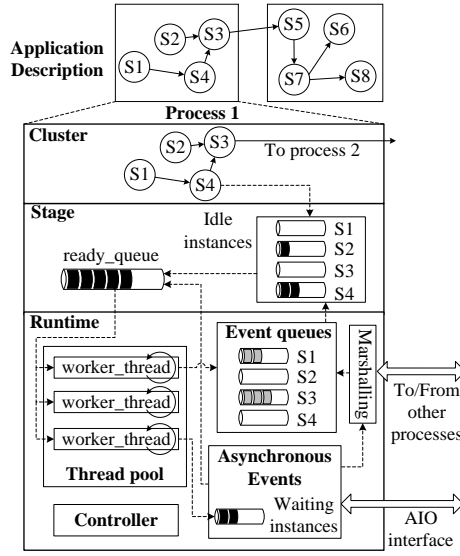 Application
Description
S1
S2
S3
S4
S5
S6
S7
S8
Process 1
Cluster
S1
S2
S3
S4
To process 2
Stage
ready_queue
Idle
instances
S1
S2
S3
S4
Runtime
worker_thread
worker_thread
worker_thread
Thread pool
Controller
Event queues
S1
S2
S3
S4
Asynchronous
Events
Waiting
instances
Marshalling
To/From
other
processes
AIO
interface